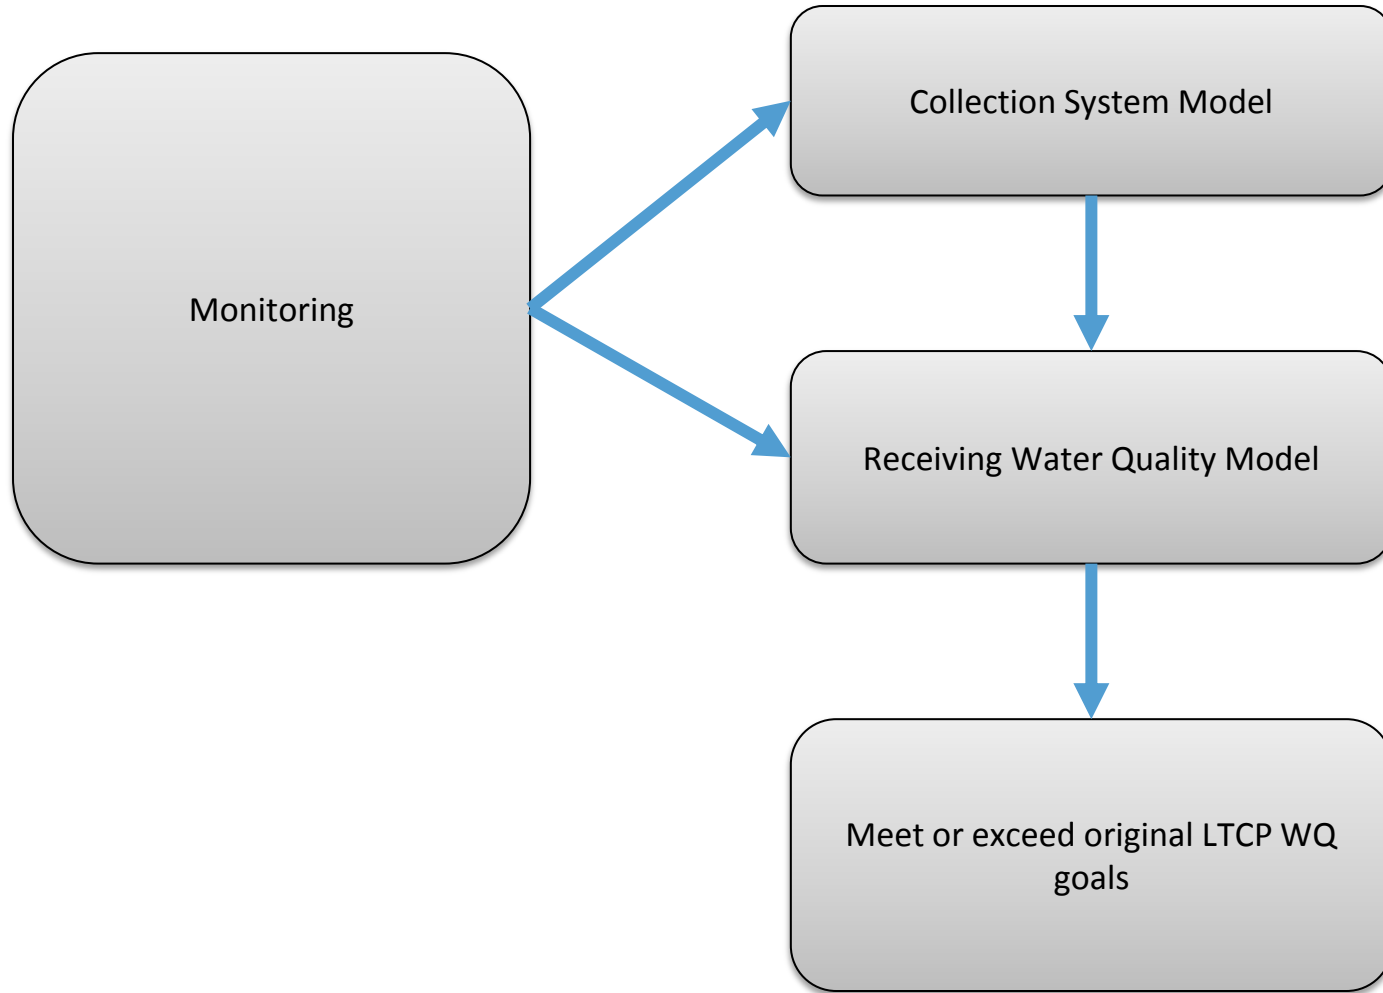 Collection System Model
Monitoring
Receiving Water Quality Model
Meet or exceed original LTCP WQ
goals